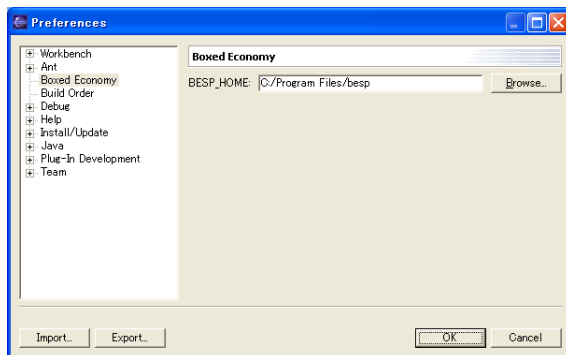 Preferences
Workbench
Ant
Boxed Economy
Build Order
Debug
Help
Install/Update
Java
Plug-In Development
Team
Boxed Economy
BESP_HOME: C:/Program Files/besp Browse...
Import... Export... OK Cancel